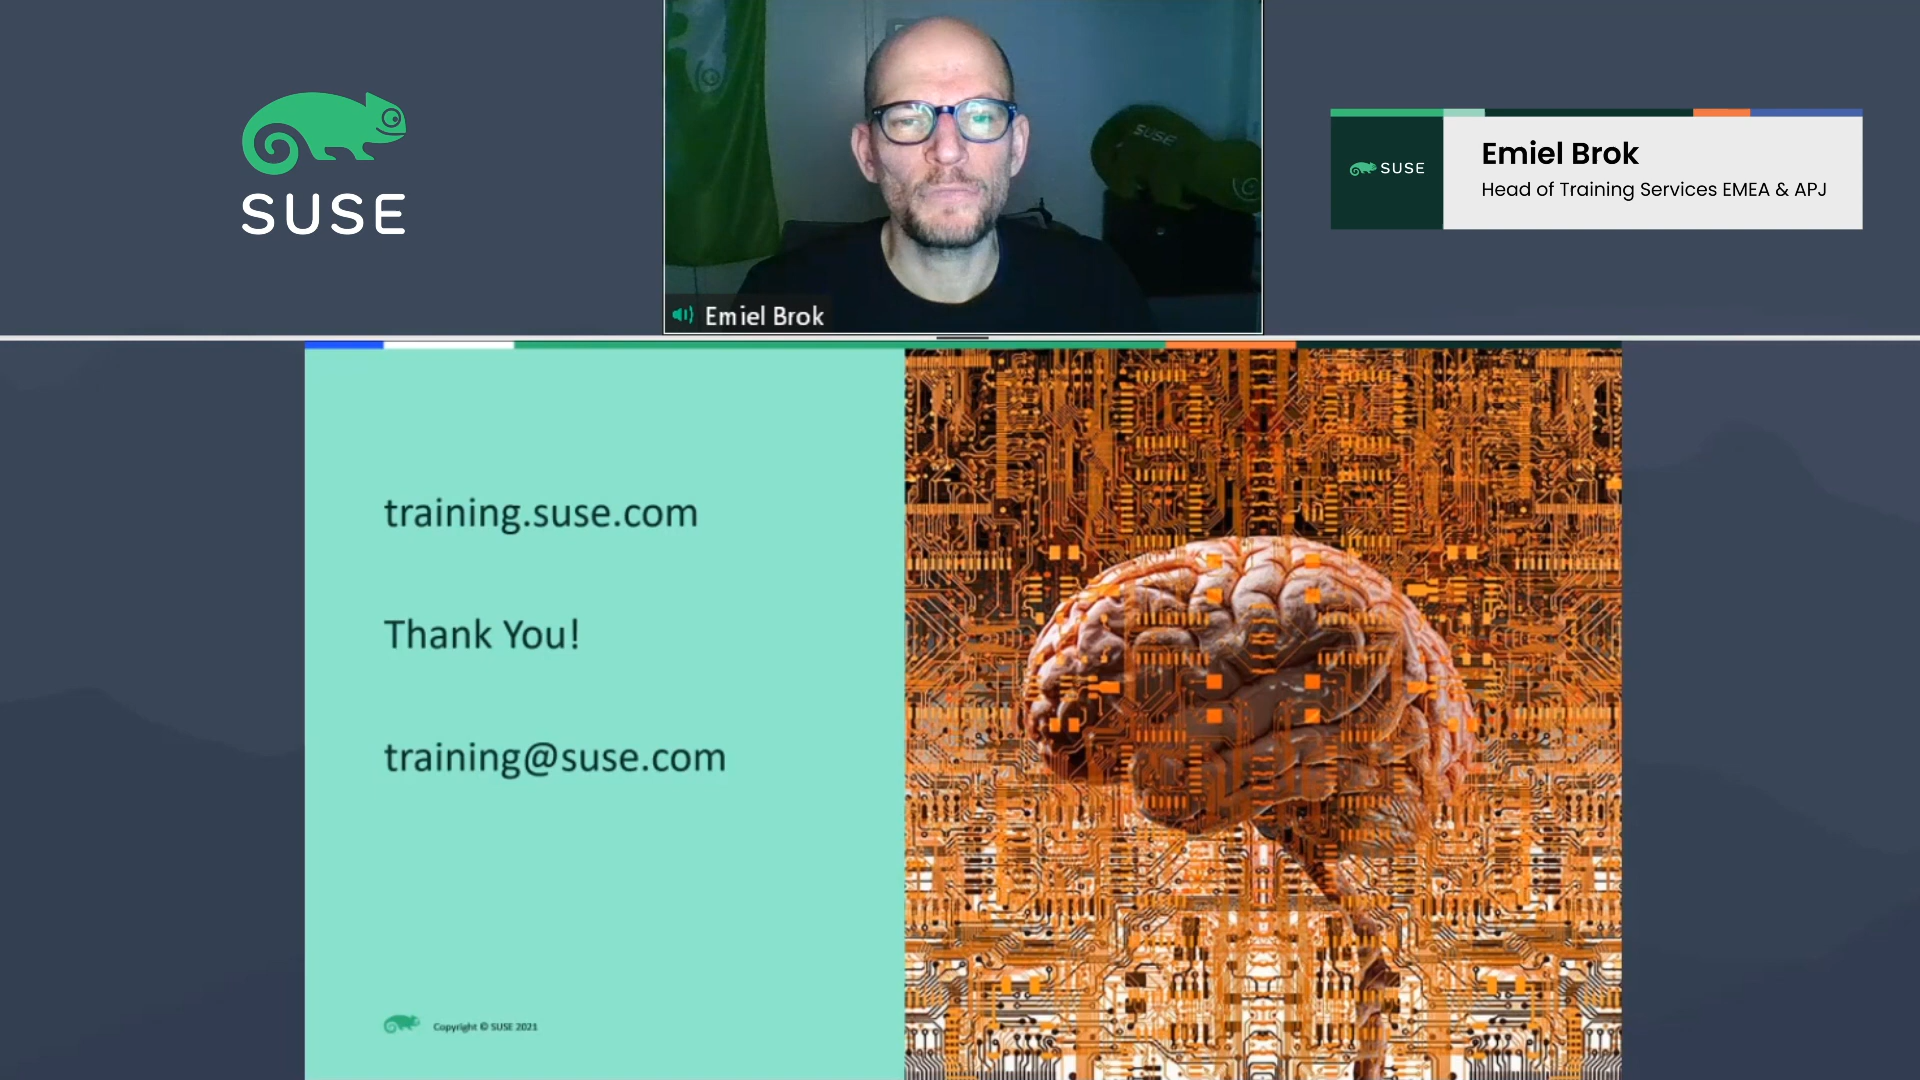 SUSE
SUSE
Emiel Brok
SUSE
Emiel Brok
Head of Training Services EMEA & APJ
training.suse.com
Thank You!
training@suse.com
Copyright © SUSE 2021